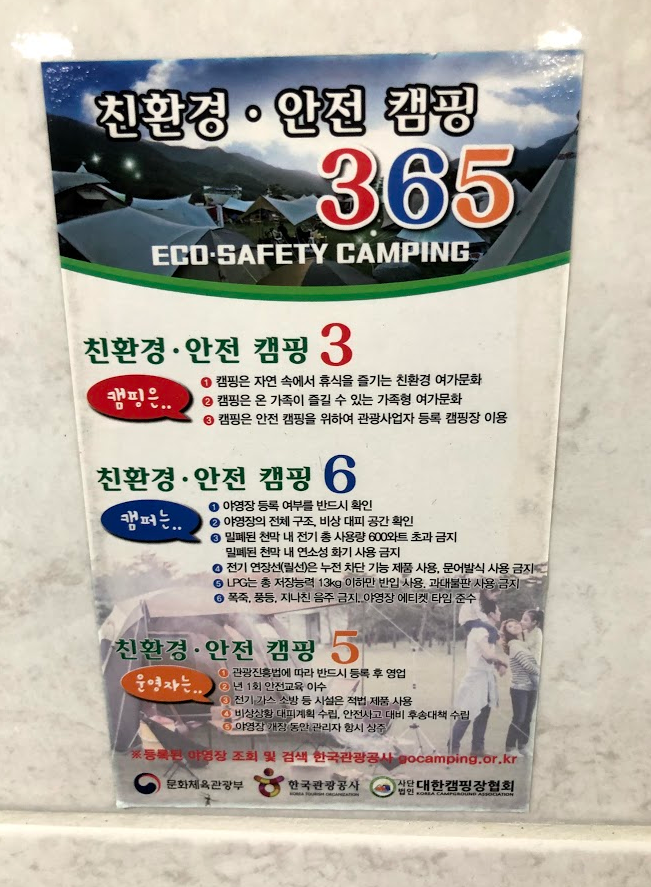 친환경·안전 캠핑
365
ECO·SAFETY CAMPING
친환경·안전 캠핑 3
캠핑은..
1 캠핑은 자연 속에서 휴식을 즐기는 친환경 여가문화
2 캠핑은 온 가족이 즐길 수 있는 가족형 여가문화
3 캠핑은 안전 캠핑을 위하여 관광사업자 등록 캠핑장 이용
친환경·안전 캠핑 6
캠퍼는..
1 야영장 등록 여부를 반드시 확인
2 야영장의 전체 구조, 비상 대피 공간 확인
3 밀폐된 천막 내 전기 총 사용량 600와트 초과 금지
밀폐된 천막 내 연소성 화기 사용 금지
4 전기 연장선(릴선)은 누전 차단 기능 제품 사용, 문어발식 사용 금지
5 LPG는 총 저장능력 13kg 이하만 반입 사용, 과대불판 사용 금지
6 폭죽, 풍등, 지나친 음주 금지, 야영장 에티켓 타임 준수
친환경·안전 캠핑 5
운영자는..
1 관광진흥법에 따라 반드시 등록 후 영업
2 년 1회 안전교육 이수
3 전기 가스 소방 등 시설은 적법 제품 사용
4 비상상황 대피계획 수립, 안전사고 대비 후송대책 수립
5 야영장 개장 동안 관리자 항시 상주
※등록된 야영장 조회 및 검색 한국관광공사 gocamping.or.kr
문화체육관광부
한국관광공사
KOREA TOURISM ORGANIZATION
사단법인 대한캠핑장협회
KOREA CAMPGROUND ASSOCIATION